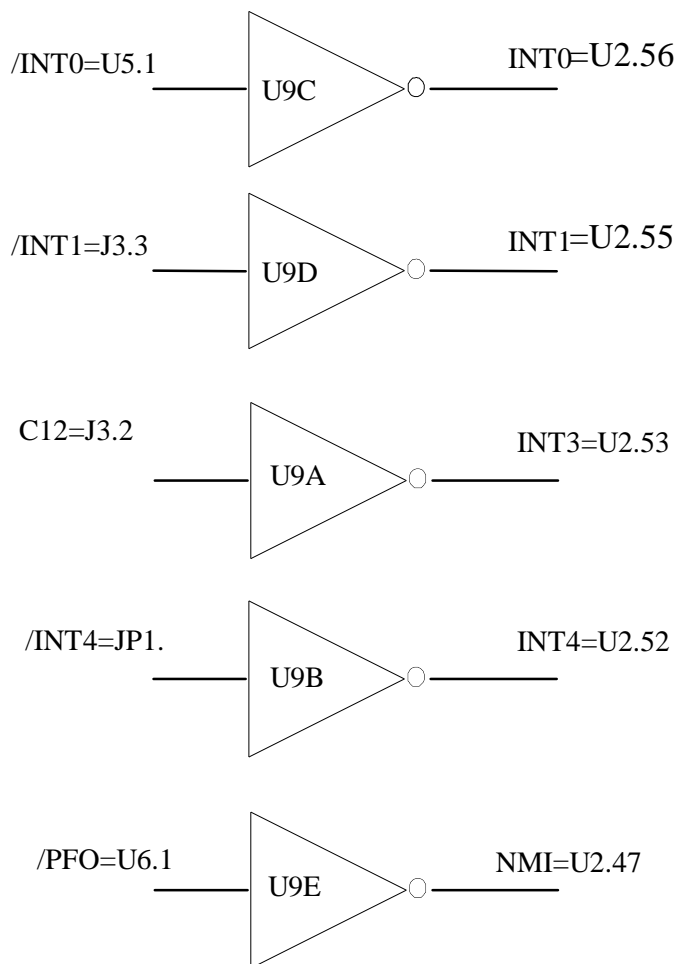 /INT0=U5.1
U9C
INT0=U2.56
/INT1=J3.3
U9D
INT1=U2.55
C12=J3.2
U9A
INT3=U2.53
/INT4=JP1.
U9B
INT4=U2.52
/PFO=U6.1
U9E
NMI=U2.47